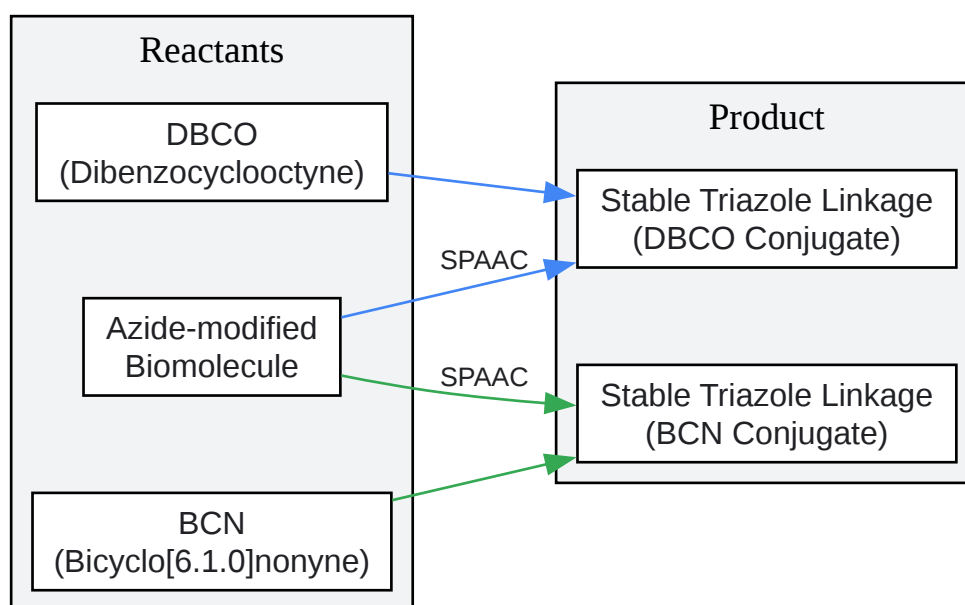 Reactants
DBCO
(Dibenzocyclooctyne)
Azide-modified
Biomolecule
BCN
(Bicyclo[6.1.0]nonyne)
SPAAC
SPAAC
Product
Stable Triazole Linkage
(DBCO Conjugate)
Stable Triazole Linkage
(BCN Conjugate)